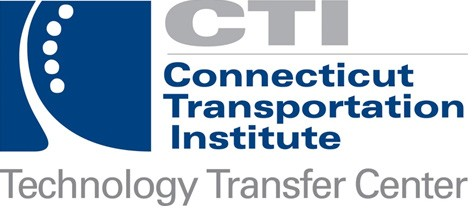 CTI
Connecticut
Transportation
Institute
Technology Transfer Center